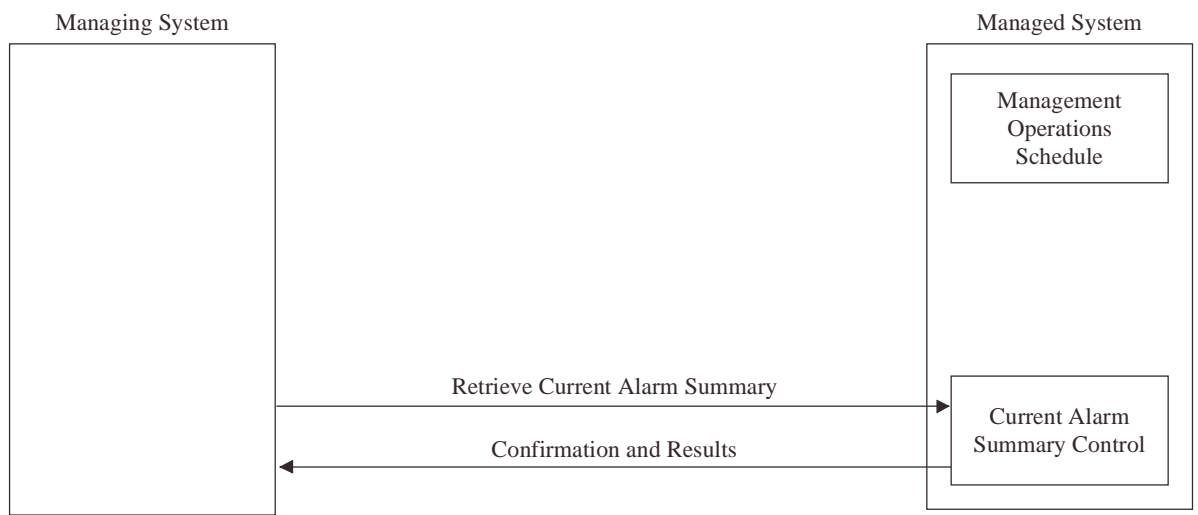 Managing System
Managed System
Management
Operations
Schedule
Retrieve Current Alarm Summary
Confirmation and Results
Current Alarm
Summary Control